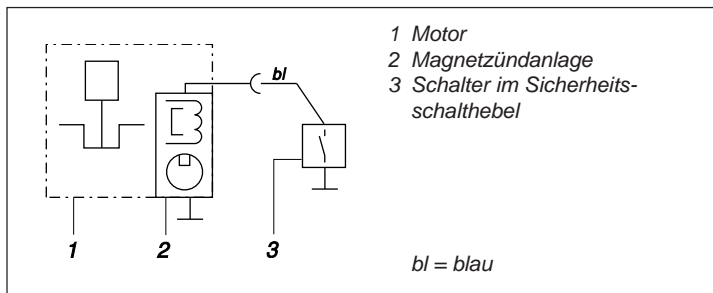 1 Motor
2 Magnetzündanlage
3 Schalter im Sicherheits-
schalthebel
bl
1 2 3
bl = blau